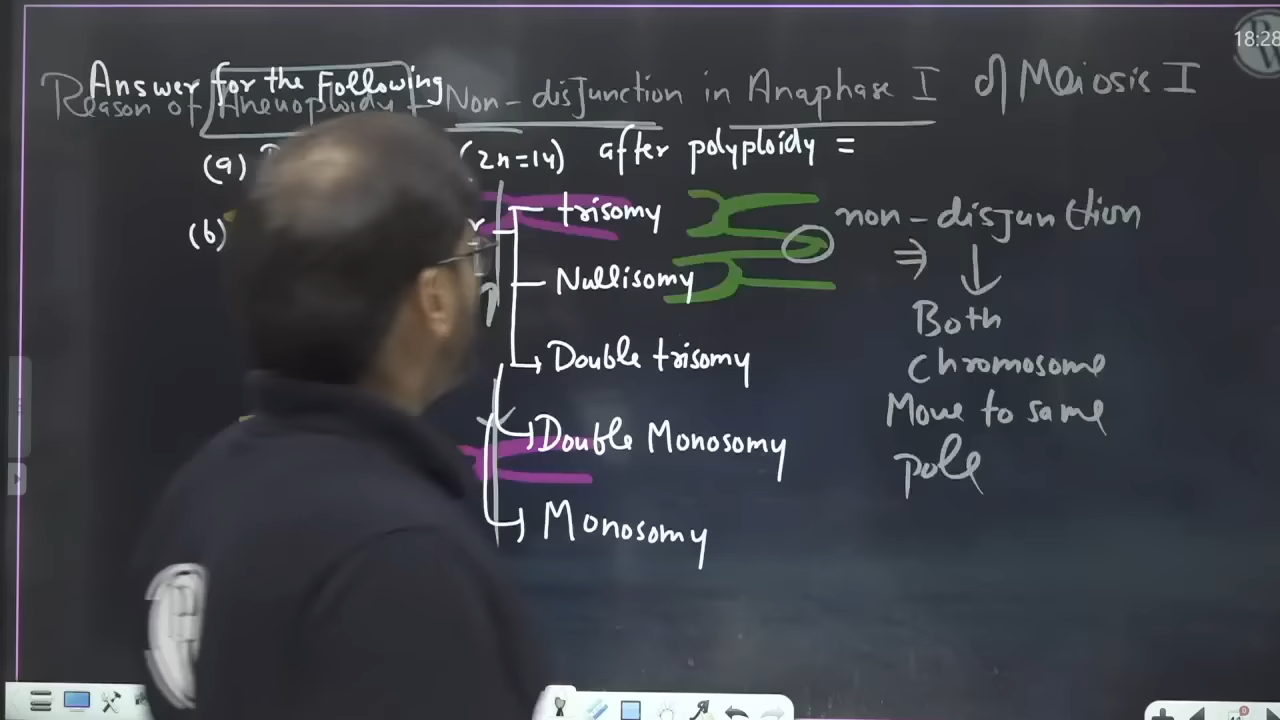 18:28
Answer for the Following
Reason of Aneuploidy - Non-disjunction in Anaphase I of Meiosis I
(a) (2n=14) after polyploidy =
(b)
trisomy
Nullisomy
Double trisomy
Double Monosomy
Monosomy
non-disjunction
⇒ ↓
Both
Chromosome
Move to same
pole